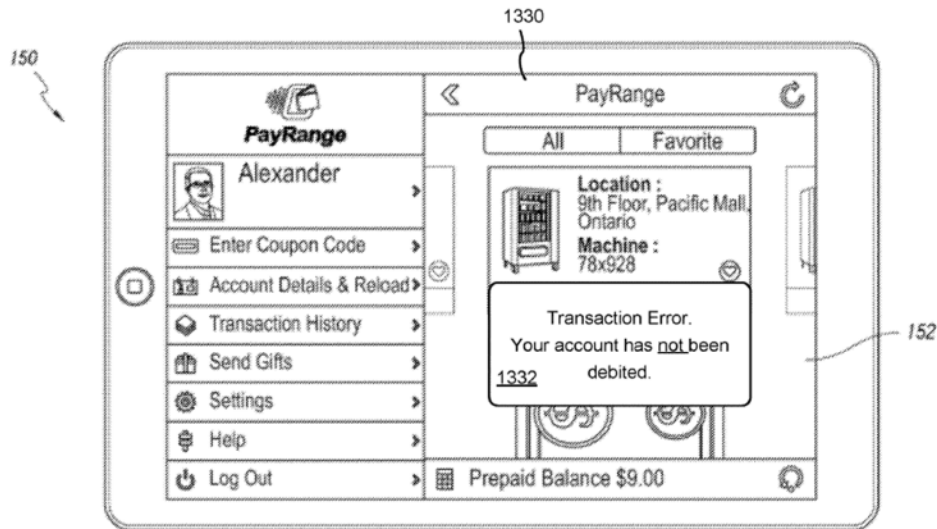 1330
150
PayRange
Alexander
Enter Coupon Code
Account Details & Reload
Transaction History
Send Gifts
Settings
Help
Log Out
PayRange
All
Favorite
Location :
9th Floor, Pacific Mall,
Ontario
Machine :
78x928
Transaction Error.
Your account has not been
debited.
1332
Prepaid Balance $9.00
152